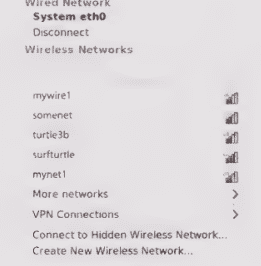 Wired Network
System eth0
Disconnect
Wireless Networks
mywire1
somenet
turtle3b
surfturtle
mynet1
More networks
VPN Connections
Connect to Hidden Wireless Network...
Create New Wireless Network...